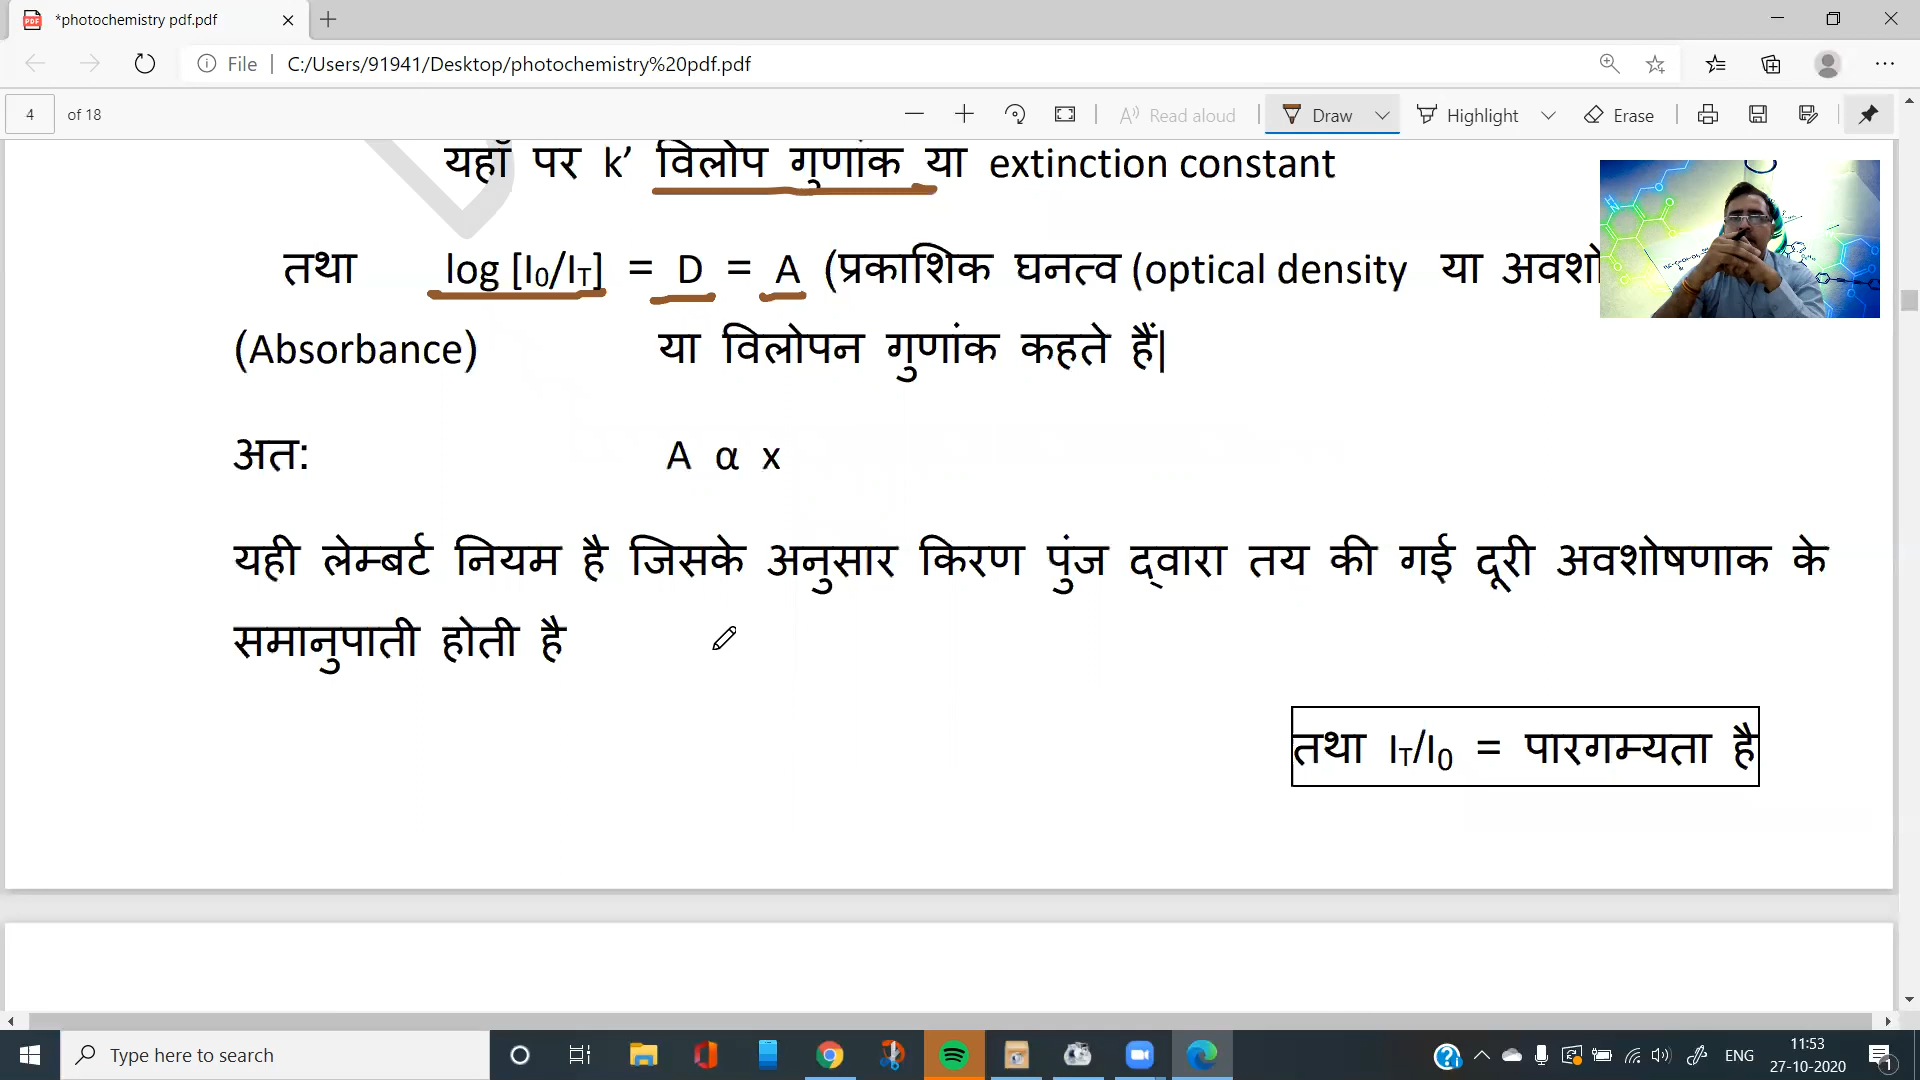 *photochemistry pdf.pdf
File
C:/Users/91941/Desktop/photochemistry%20pdf.pdf
4 of 18
Read aloud
Draw
Highlight
Erase
यहाँ पर k’ विलोप गुणांक या extinction constant
तथा log [I₀/Iᴛ] = D = A (प्रकाशिक घनत्व (optical density या अवशो
(Absorbance) या विलोपन गुणांक कहते हैं|
अत: A α x
यही लेम्बर्ट नियम है जिसके अनुसार किरण पुंज द्वारा तय की गई दूरी अवशोषणाक के
समानुपाती होती है
तथा Iᴛ/I₀ = पारगम्यता है
Type here to search
ENG
11:53
27-10-2020
1